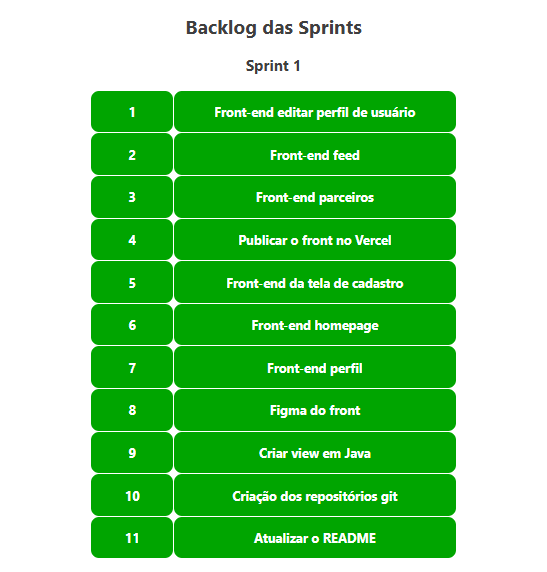 Backlog das Sprints
Sprint 1
1 Front-end editar perfil de usuário
2 Front-end feed
3 Front-end parceiros
4 Publicar o front no Vercel
5 Front-end da tela de cadastro
6 Front-end homepage
7 Front-end perfil
8 Figma do front
9 Criar view em Java
10 Criação dos repositórios git
11 Atualizar o README